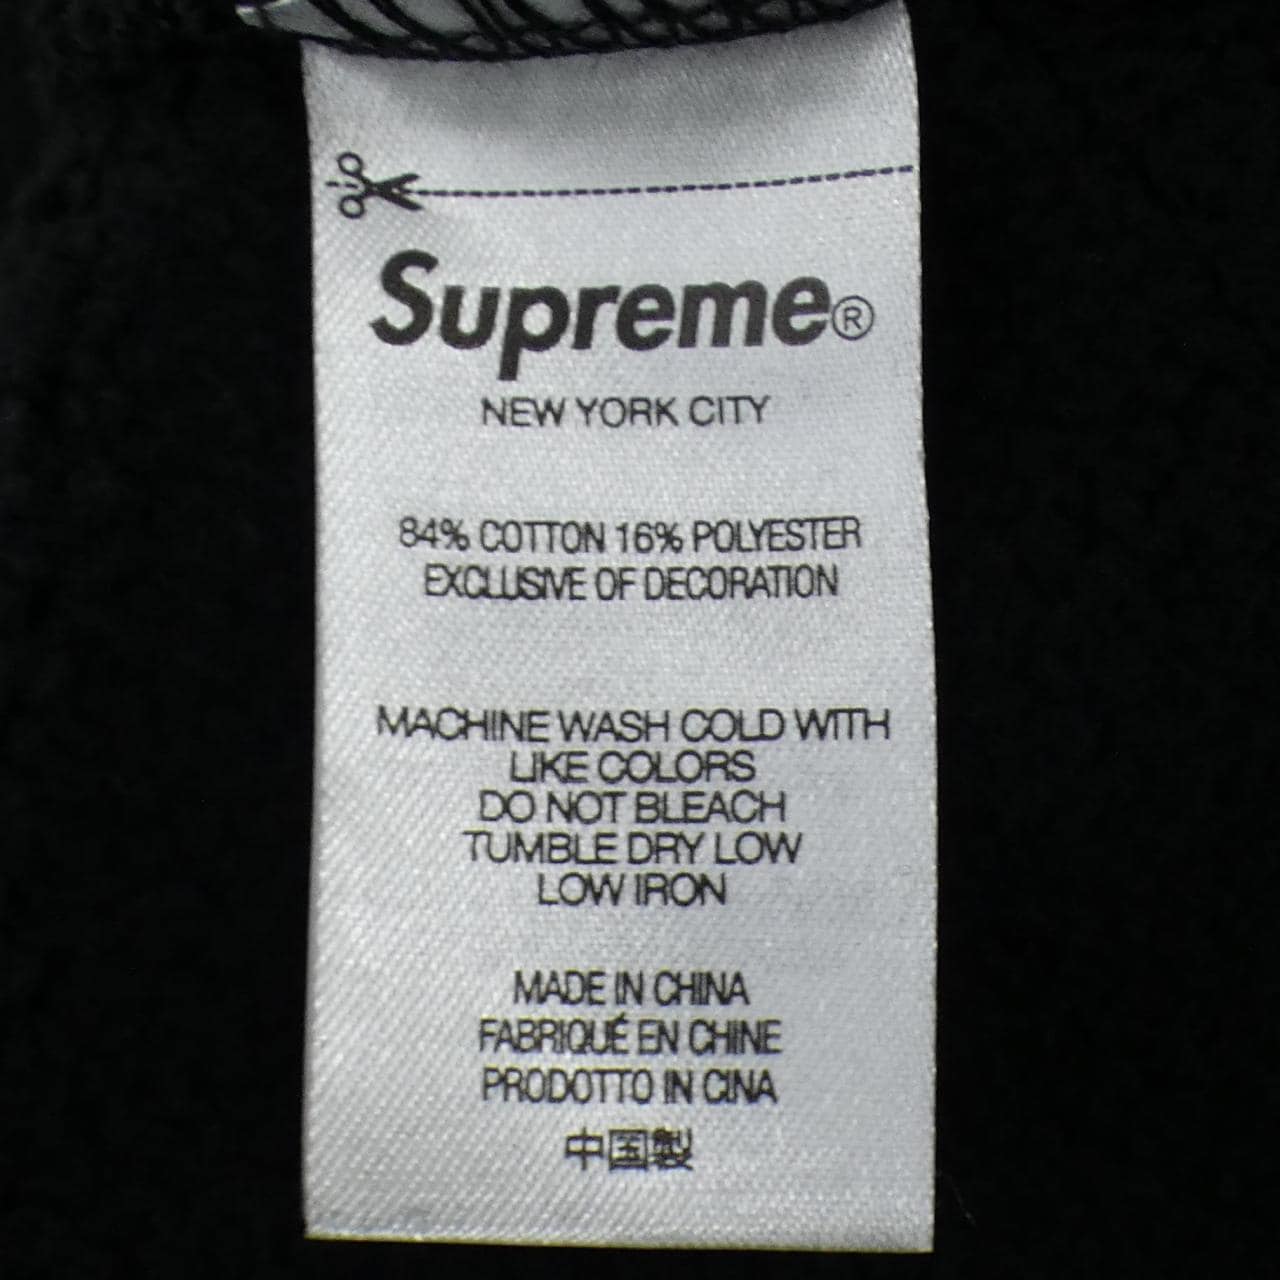 Supreme®
NEW YORK CITY
84% COTTON 16% POLYESTER
EXCLUSIVE OF DECORATION
MACHINE WASH COLD WITH
LIKE COLORS
DO NOT BLEACH
TUMBLE DRY LOW
LOW IRON
MADE IN CHINA
FABRIQUÉ EN CHINE
PRODOTTO IN CINA
中国製